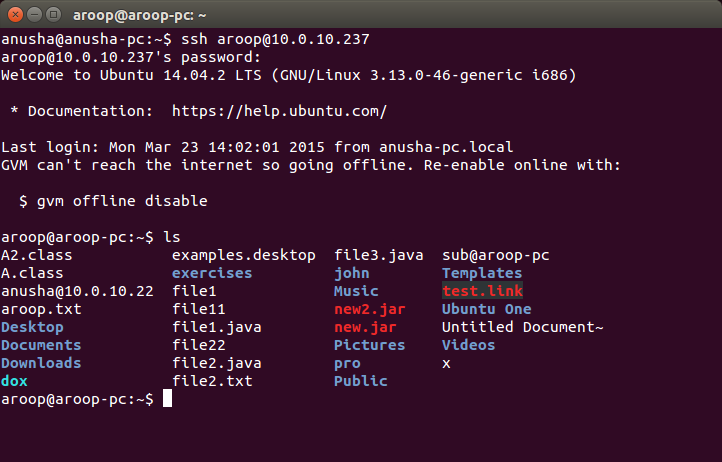 aroop@aroop-pc: ~
anusha@anusha-pc:~$ ssh aroop@10.0.10.237
aroop@10.0.10.237's password:
Welcome to Ubuntu 14.04.2 LTS (GNU/Linux 3.13.0-46-generic i686)
* Documentation:  https://help.ubuntu.com/
Last login: Mon Mar 23 14:02:01 2015 from anusha-pc.local
GVM can't reach the internet so going offline. Re-enable online with:
$ gvm offline disable
aroop@aroop-pc:~$ ls
A2.class           examples.desktop  file3.java  sub@aroop-pc
A.class            exercises         john        Templates
anusha@10.0.10.22  file1             Music       test.link
aroop.txt          file11            new2.jar    Ubuntu One
Desktop            file1.java        new.jar     Untitled Document~
Documents          file22            Pictures    Videos
Downloads          file2.java        pro         x
dox                file2.txt         Public
aroop@aroop-pc:~$